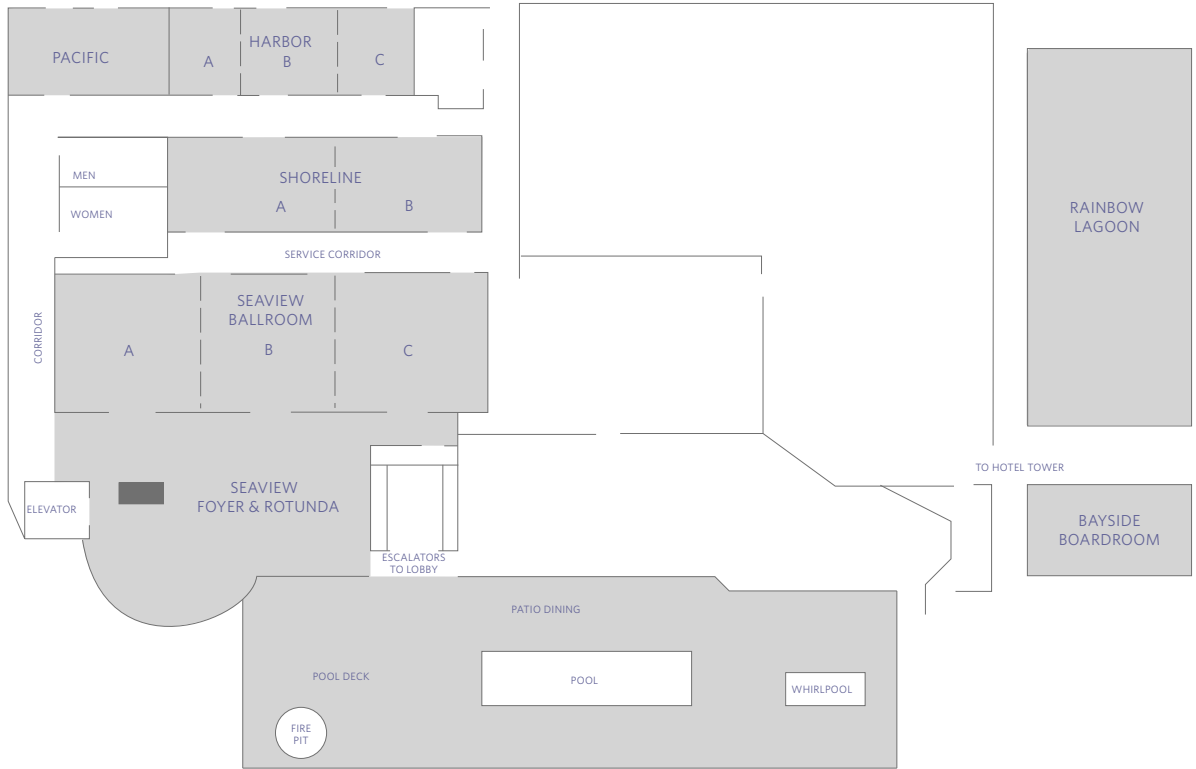 PACIFIC
HARBOR
A
B
C
MEN
WOMEN
SHORELINE
A
B
RAINBOW
LAGOON
SERVICE CORRIDOR
CORRIDOR
SEAVIEW
BALLROOM
A
B
C
TO HOTEL TOWER
ELEVATOR
SEAVIEW
FOYER & ROTUNDA
BAYSIDE
BOARDROOM
ESCALATORS
TO LOBBY
PATIO DINING
POOL DECK
POOL
WHIRLPOOL
FIRE
PIT